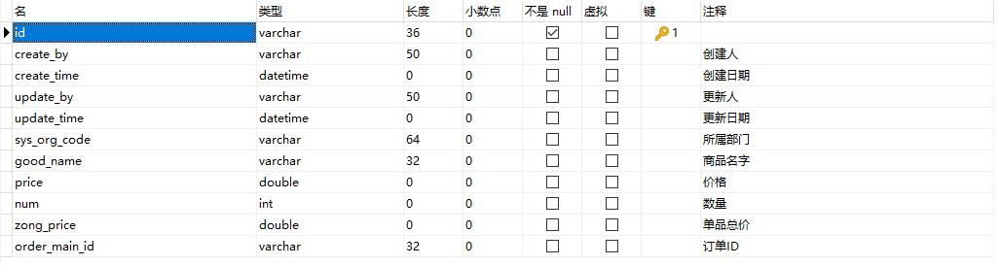 名 类型 长度 小数点 不是 null 虚拟 键 注释
id varchar 36 0 1
create_by varchar 50 0 创建人
create_time datetime 0 0 创建日期
update_by varchar 50 0 更新人
update_time datetime 0 0 更新日期
sys_org_code varchar 64 0 所属部门
good_name varchar 32 0 商品名字
price double 0 0 价格
num int 0 0 数量
zong_price double 0 0 单品总价
order_main_id varchar 32 0 订单ID